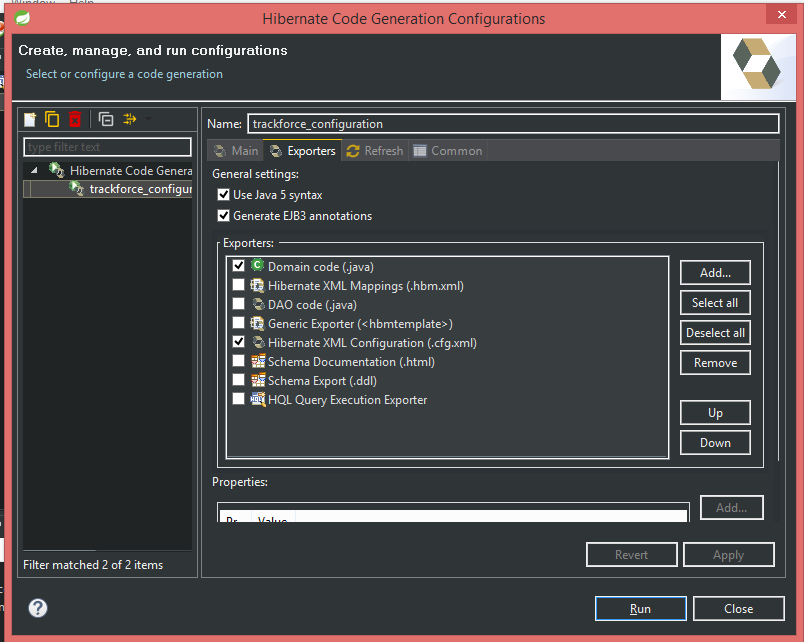 Hibernate Code Generation Configurations
Create, manage, and run configurations
Select or configure a code generation
type filter text
Hibernate Code Genera
trackforce_configur
Filter matched 2 of 2 items
Name: trackforce_configuration
Main Exporters Refresh Common
General settings:
Use Java 5 syntax
Generate EJB3 annotations
Exporters:
Domain code (.java)
Hibernate XML Mappings (.hbm.xml)
DAO code (.java)
Generic Exporter (<hbmtemplate>)
Hibernate XML Configuration (.cfg.xml)
Schema Documentation (.html)
Schema Export (.ddl)
HQL Query Execution Exporter
Add...
Select all
Deselect all
Remove
Up
Down
Properties:
Pr Value
Add...
Revert Apply
Run Close